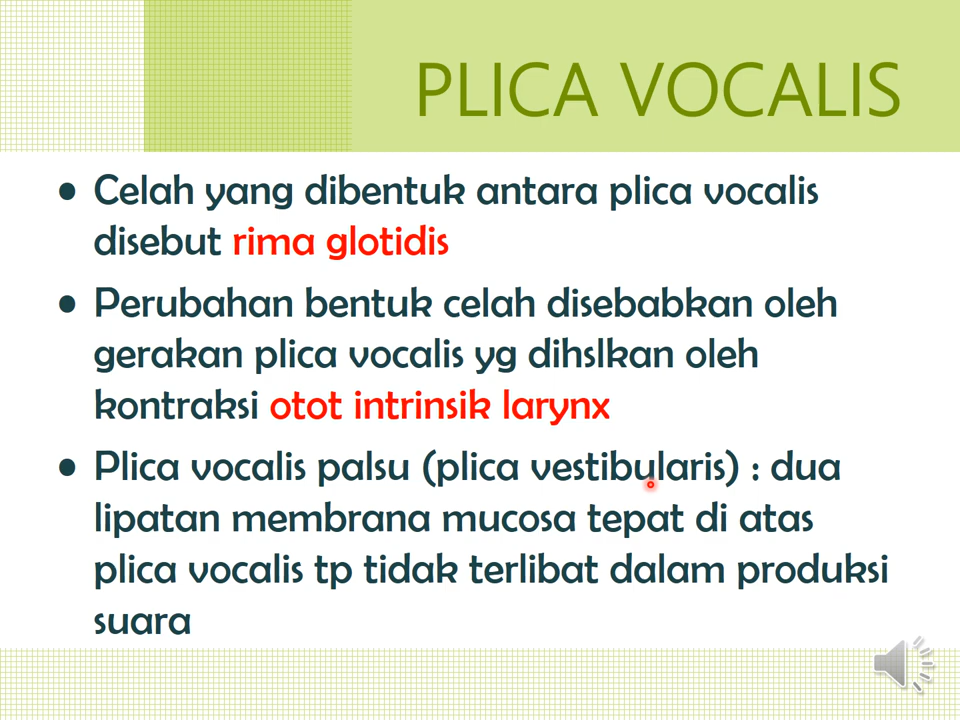 PLICA VOCALIS
• Celah yang dibentuk antara plica vocalis
disebut rima glotidis
• Perubahan bentuk celah disebabkan oleh
gerakan plica vocalis yg dihslkan oleh
kontraksi otot intrinsik larynx
• Plica vocalis palsu (plica vestibularis) : dua
lipatan membrana mucosa tepat di atas
plica vocalis tp tidak terlibat dalam produksi
suara